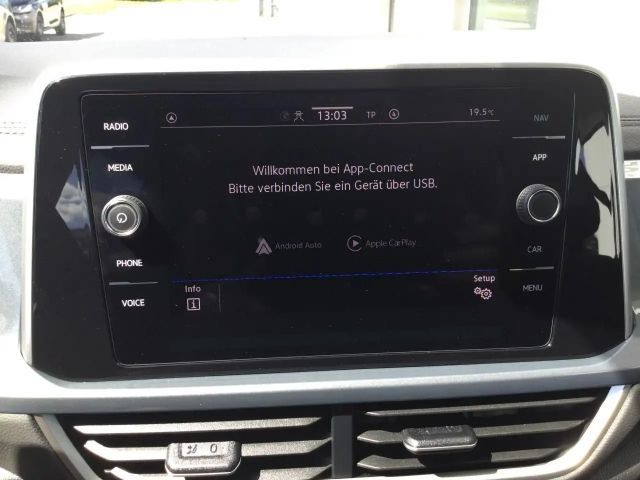 RADIO
MEDIA
PHONE
VOICE
13:03 TP 19.5°C
Willkommen bei App-Connect
Bitte verbinden Sie ein Gerät über USB.
Android Auto Apple CarPlay
Info
Setup
NAV
APP
CAR
MENU
0